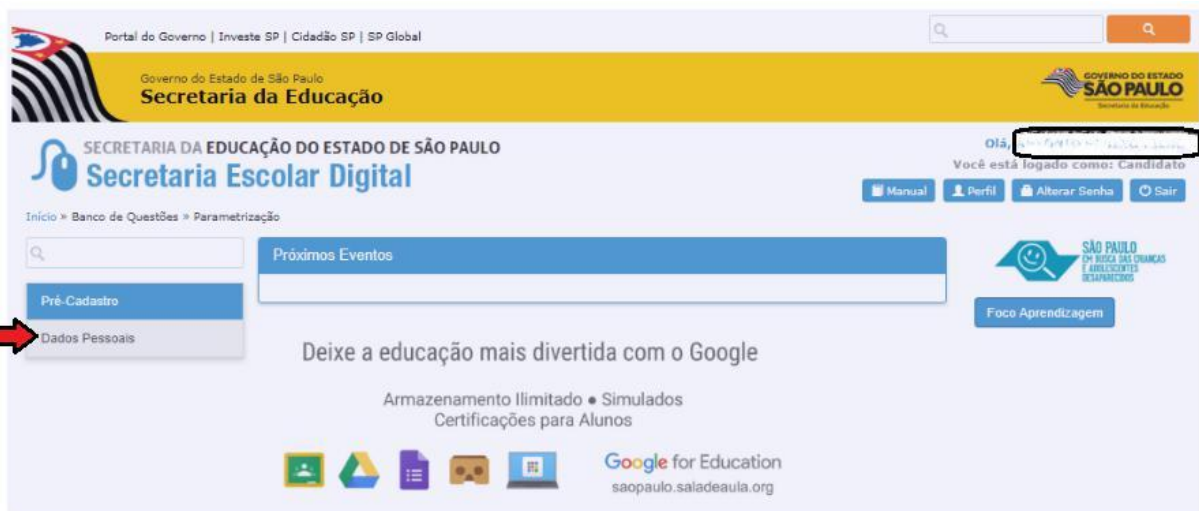 Portal do Governo | Investe SP | Cidadão SP | SP Global
Governo do Estado de São Paulo
Secretaria da Educação
GOVERNO DO ESTADO
SÃO PAULO
Secretaria da Educação
SECRETARIA DA EDUCAÇÃO DO ESTADO DE SÃO PAULO
Secretaria Escolar Digital
Olá,
Você está logado como: Candidato
Manual
Perfil
Alterar Senha
Sair
Início » Banco de Questões » Parametrização
Próximos Eventos
SÃO PAULO
EM BUSCA DAS CRIANÇAS
E ADOLESCENTES
DESAPARECIDOS
Pré-Cadastro
Dados Pessoais
Foco Aprendizagem
Deixe a educação mais divertida com o Google
Armazenamento Ilimitado ● Simulados
Certificações para Alunos
Google for Education
saopaulo.saladeaula.org